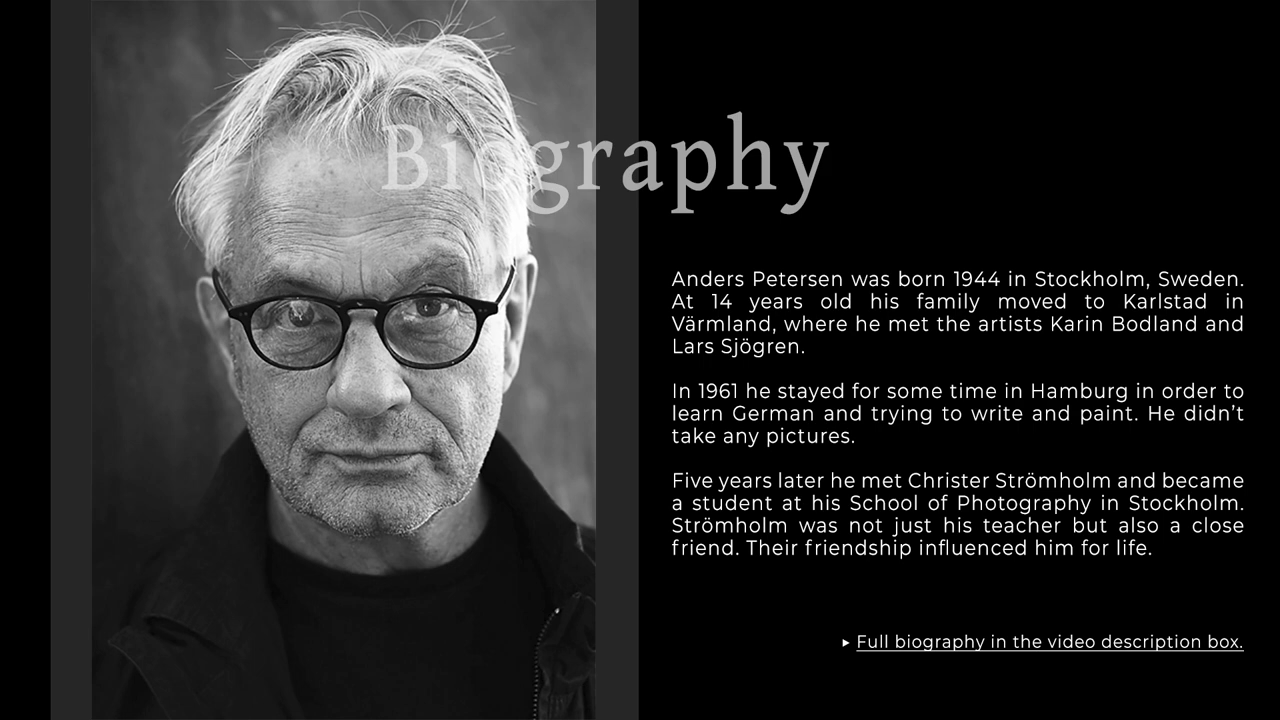 Biography
Anders Petersen was born 1944 in Stockholm, Sweden.
At 14 years old his family moved to Karlstad in
Värmland, where he met the artists Karin Bodland and
Lars Sjögren.
In 1961 he stayed for some time in Hamburg in order to
learn German and trying to write and paint. He didn’t
take any pictures.
Five years later he met Christer Strömholm and became
a student at his School of Photography in Stockholm.
Strömholm was not just his teacher but also a close
friend. Their friendship influenced him for life.
▸ Full biography in the video description box.